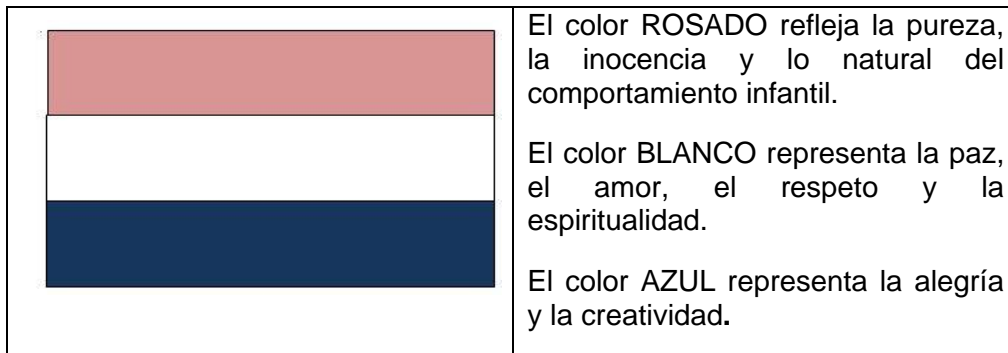 El color ROSADO refleja la pureza,
la inocencia y lo natural del
comportamiento infantil.
El color BLANCO representa la paz,
el amor, el respeto y la
espiritualidad.
El color AZUL representa la alegría
y la creatividad.